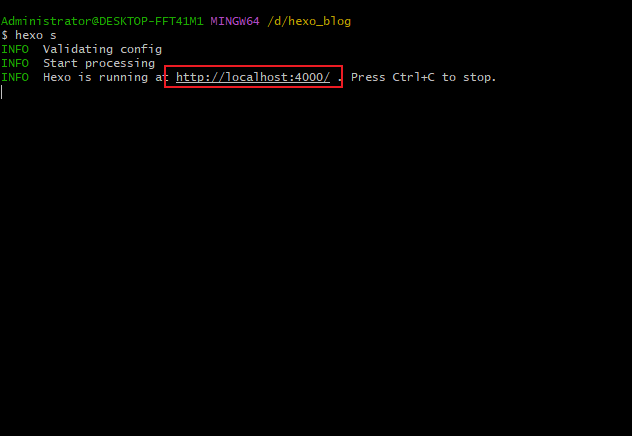 Administrator@DESKTOP-FFT41M1 MINGW64 /d/hexo_blog
$ hexo s
INFO  Validating config
INFO  Start processing
INFO  Hexo is running at http://localhost:4000/ . Press Ctrl+C to stop.